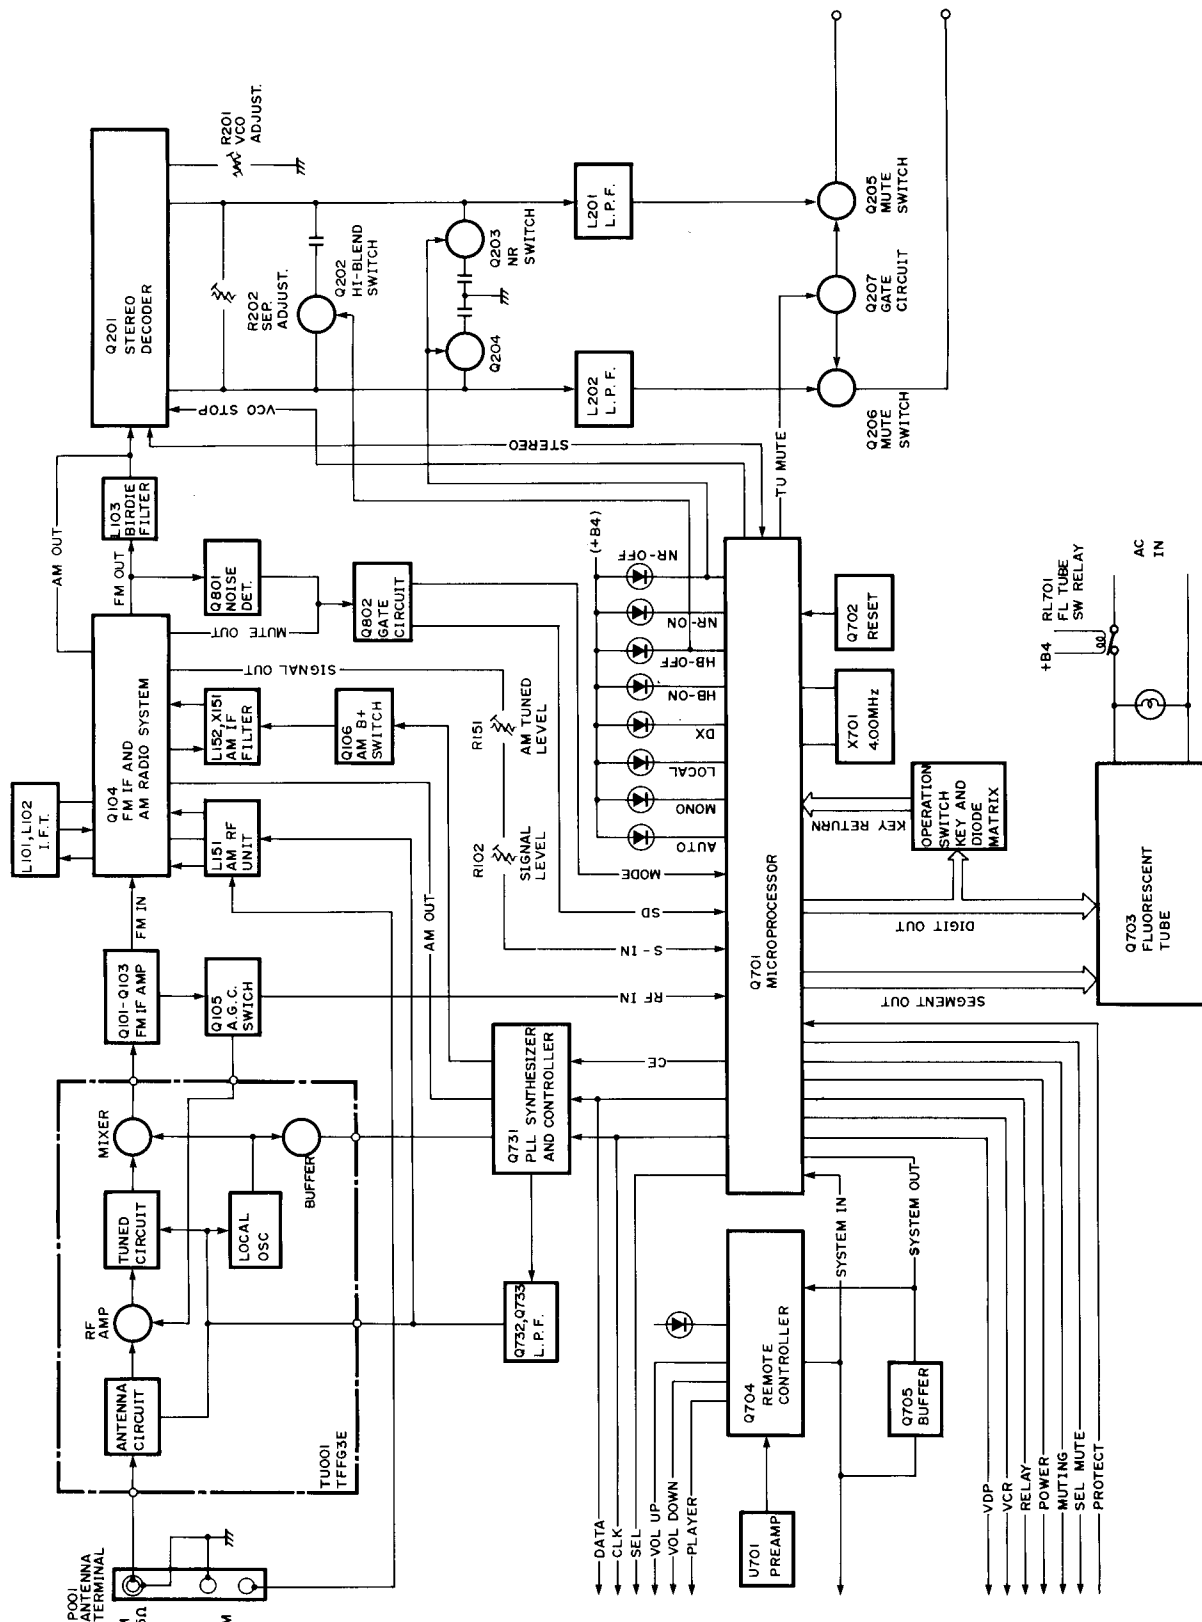 P001
ANTENNA
TERMINAL
ANTENNA
CIRCUIT
RF
AMP
TUNED
CIRCUIT
MIXER
LOCAL
OSC
BUFFER
TU001
TFFG3E
Q101-Q103
FM IF AMP
Q105
A.G.C.
SWICH
FM IN
L101, L102
I.F.T.
Q104
FM IF AND
AM RADIO SYSTEM
L151
AM RF
UNIT
L152, X151
AM IF
FILTER
Q106
AM B+
SWITCH
AM OUT
FM OUT
L103
BIRDIE
FILTER
Q801
NOISE
DET.
MUTE OUT
Q802
GATE
CIRCUIT
SIGNAL OUT
R151
AM TUNED
LEVEL
R102
SIGNAL
LEVEL
AM OUT
Q201
STEREO
DECODER
R201
VCO
ADJUST.
R202
SEP.
ADJUST.
Q202
HI-BLEND
SWITCH
Q203
NR
SWITCH
Q204
VCO STOP
STEREO
L201
L. P. F.
L202
L. P. F.
Q205
MUTE
SWITCH
Q207
GATE
CIRCUIT
Q206
MUTE
SWITCH
TU MUTE
Q731
PLL SYNTHESIZER
AND CONTROLLER
Q732, Q733
L. P. F.
CE
RF IN
S-IN
SD
MODE
AUTO
MONO
LOCAL
DX
HB-ON
HB-OFF
NR-ON
NR-OFF
(+B4)
Q701
MICROPROCESSOR
Q702
RESET
X701
4.00MHz
OPERATION
SWITCH
KEY AND
DIODE
MATRIX
KEY RETURN
DIGIT OUT
SEGMENT OUT
Q703
FLUORESCENT
TUBE
+B4
RL701
FL TUBE
SW RELAY
AC
IN
Q704
REMOTE
CONTROLLER
Q705
BUFFER
U701
PREAMP
SYSTEM IN
SYSTEM OUT
DATA
CLK
SEL
VOL UP
VOL DOWN
PLAYER
VDP
VCR
RELAY
POWER
MUTING
SEL MUTE
PROTECT